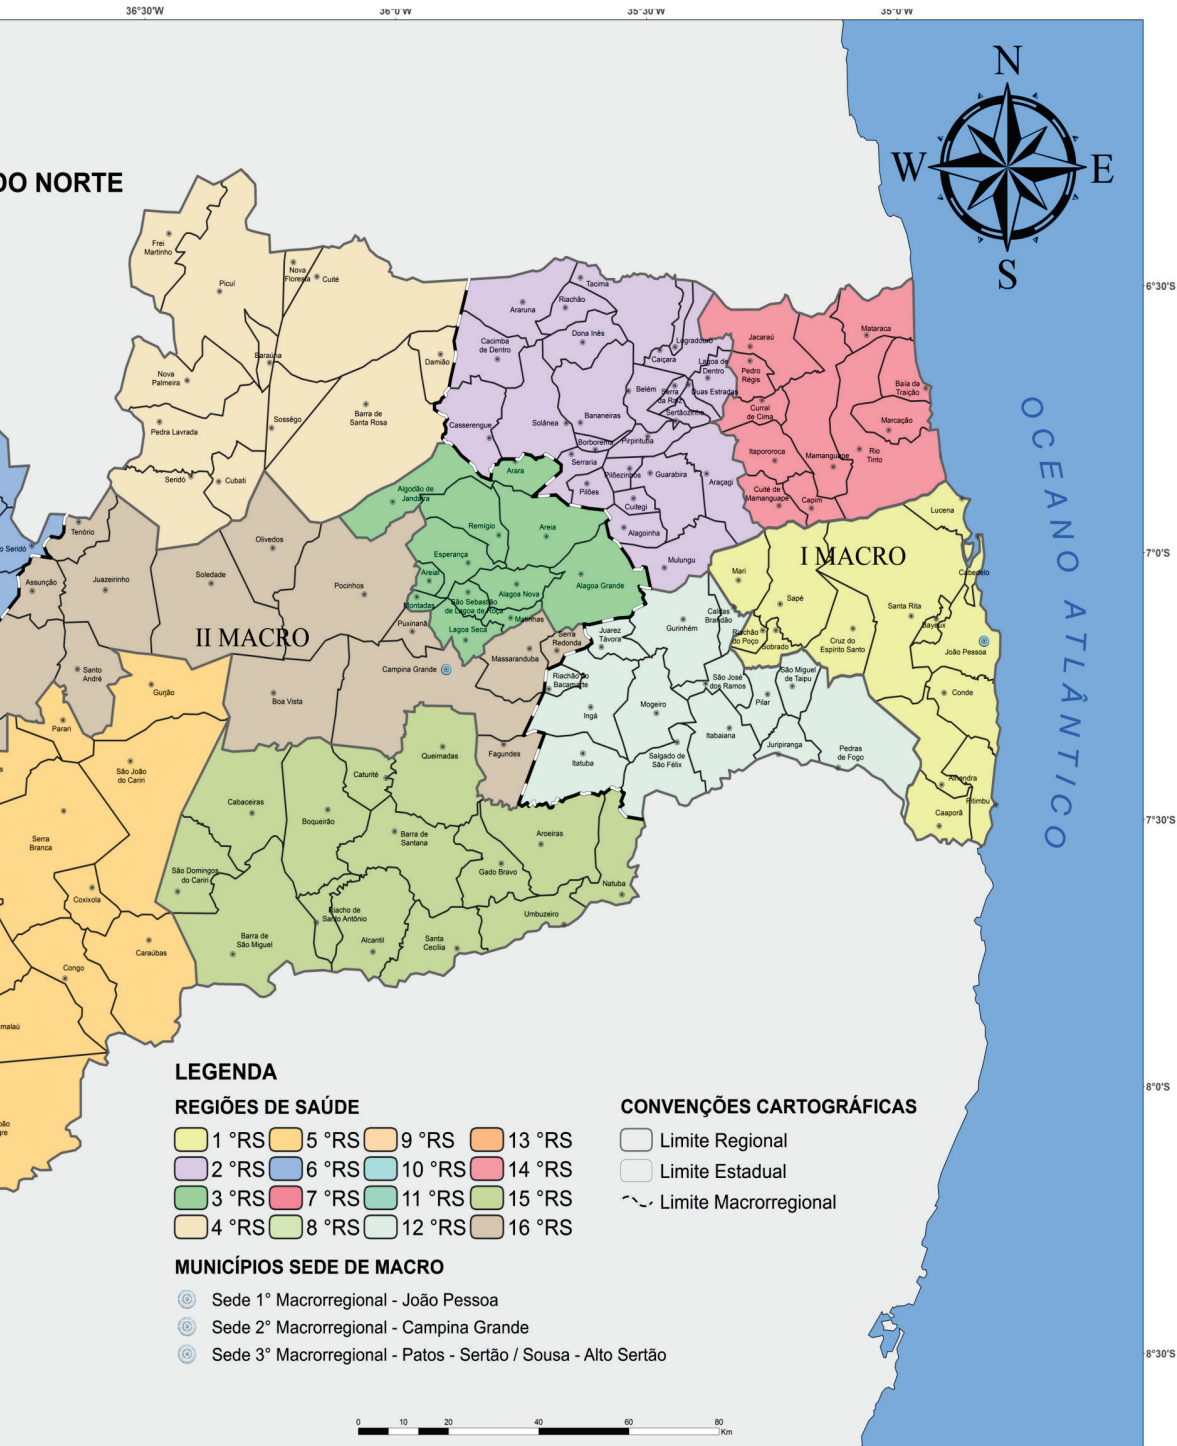 36°30'W
36°0'W
35°30'W
35°0'W
N
W
E
S
DO NORTE
6°30'S
7°0'S
7°30'S
8°0'S
8°30'S
OCEANO ATLÂNTICO
I MACRO
II MACRO
Frei
Martinho
Picuí
Nova
Floresta
Cuité
Baraúna
Nova
Palmeira
Pedra Lavrada
Sossêgo
Barra de
Santa Rosa
Damião
Seridó
Cubati
Tacima
Araruna
Riachão
Cacimba
de Dentro
Dona Inês
Logradouro
Caiçara
Lagoa de
Dentro
Belém
Serra
da Raiz
Duas Estradas
Sertãozinho
Casserengue
Solânea
Bananeiras
Borborema
Pirpirituba
Serraria
Pilõezinhos
Guarabira
Araçagi
Pilões
Cuitegi
Alagoinha
Mulungu
Jacaraú
Mataraca
Pedro
Régis
Baía da
Traição
Curral
de Cima
Marcação
Itapororoca
Mamanguape
Rio
Tinto
Cuité de
Mamanguape
Capim
Lucena
Cabedelo
Mari
Sapé
Santa Rita
Bayeux
João Pessoa
Riachão
do Poço
Sobrado
Cruz do
Espírito Santo
Conde
Alhandra
Pitimbu
Caaporã
Arara
Algodão de
Jandaíra
Remígio
Areia
Esperança
Areial
Montadas
São Sebastião
de Lagoa de Roça
Alagoa Nova
Alagoa Grande
Matinhas
Lagoa Seca
o Seridó
Tenório
Assunção
Juazeirinho
Olivedos
Soledade
Pocinhos
Puxinanã
Campina Grande
Massaranduba
Serra
Redonda
Santo
André
Boa Vista
Fagundes
Gurinhém
Caldas
Brandão
Juarez
Távora
Riachão do
Bacamarte
Ingá
Mogeiro
São José
dos Ramos
São Miguel
de Taipu
Pilar
Itabaiana
Juripiranga
Pedras
de Fogo
Itatuba
Salgado de
São Félix
Gurjão
Parari
São João
do Cariri
Serra
Branca
Coxixola
Caraúbas
Congo
malaú
Queimadas
Caturité
Cabaceiras
Boqueirão
Barra de
Santana
Aroeiras
Gado Bravo
Natuba
Umbuzeiro
São Domingos
do Cariri
Riacho de
Santo Antônio
Barra de
São Miguel
Alcantil
Santa
Cecília
LEGENDA
REGIÕES DE SAÚDE
1 °RS 5 °RS 9 °RS 13 °RS
2 °RS 6 °RS 10 °RS 14 °RS
3 °RS 7 °RS 11 °RS 15 °RS
4 °RS 8 °RS 12 °RS 16 °RS
CONVENÇÕES CARTOGRÁFICAS
Limite Regional
Limite Estadual
Limite Macrorregional
MUNICÍPIOS SEDE DE MACRO
Sede 1° Macrorregional - João Pessoa
Sede 2° Macrorregional - Campina Grande
Sede 3° Macrorregional - Patos - Sertão / Sousa - Alto Sertão
0 10 20 40 60 80
Km